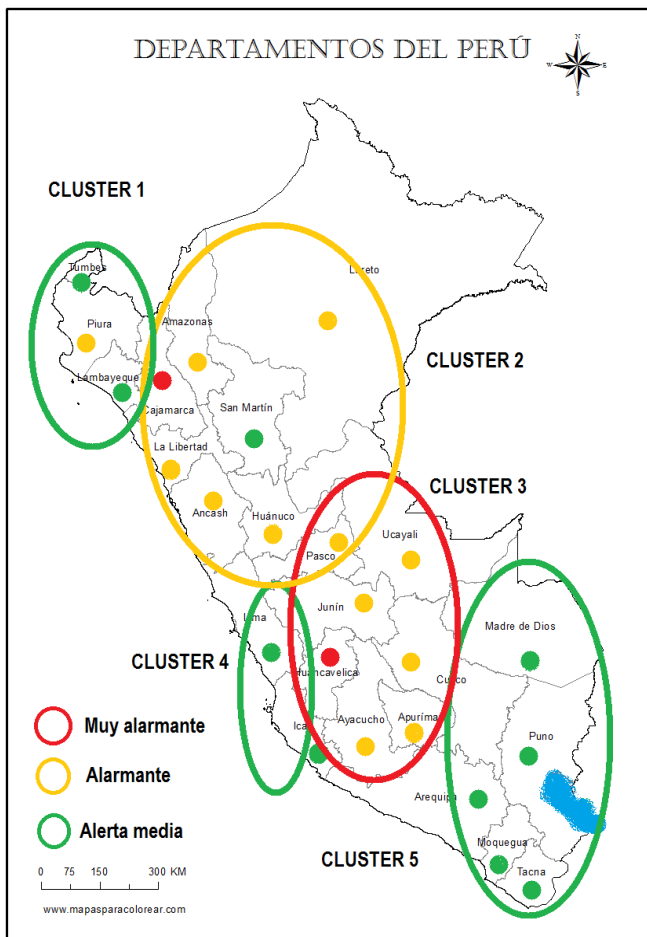 DEPARTAMENTOS DEL PERÚ
N
W
E
S
CLUSTER 1
Tumbes
Loreto
Piura
Amazonas
CLUSTER 2
Lambayeque
Cajamarca
San Martín
La Libertad
CLUSTER 3
Ancash
Huánuco
Ucayali
Pasco
Junín
Lima
Madre de Dios
CLUSTER 4
Huancavelica
Cusco
Ica
Ayacucho
Apurímac
Muy alarmante
Puno
Alarmante
Arequipa
Alerta media
Moquegua
CLUSTER 5
Tacna
0 75 150 300 KM
www.mapasparacolorear.com